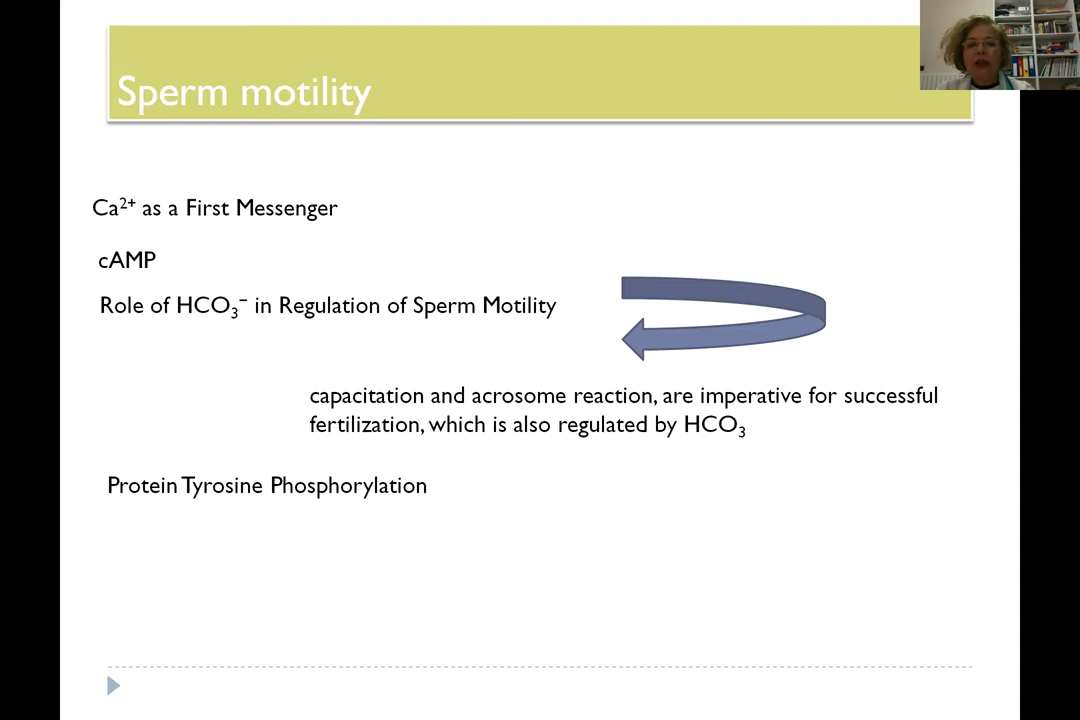 Sperm motility
Ca²⁺ as a First Messenger
cAMP
Role of HCO₃⁻ in Regulation of Sperm Motility
capacitation and acrosome reaction, are imperative for successful
fertilization, which is also regulated by HCO₃
Protein Tyrosine Phosphorylation